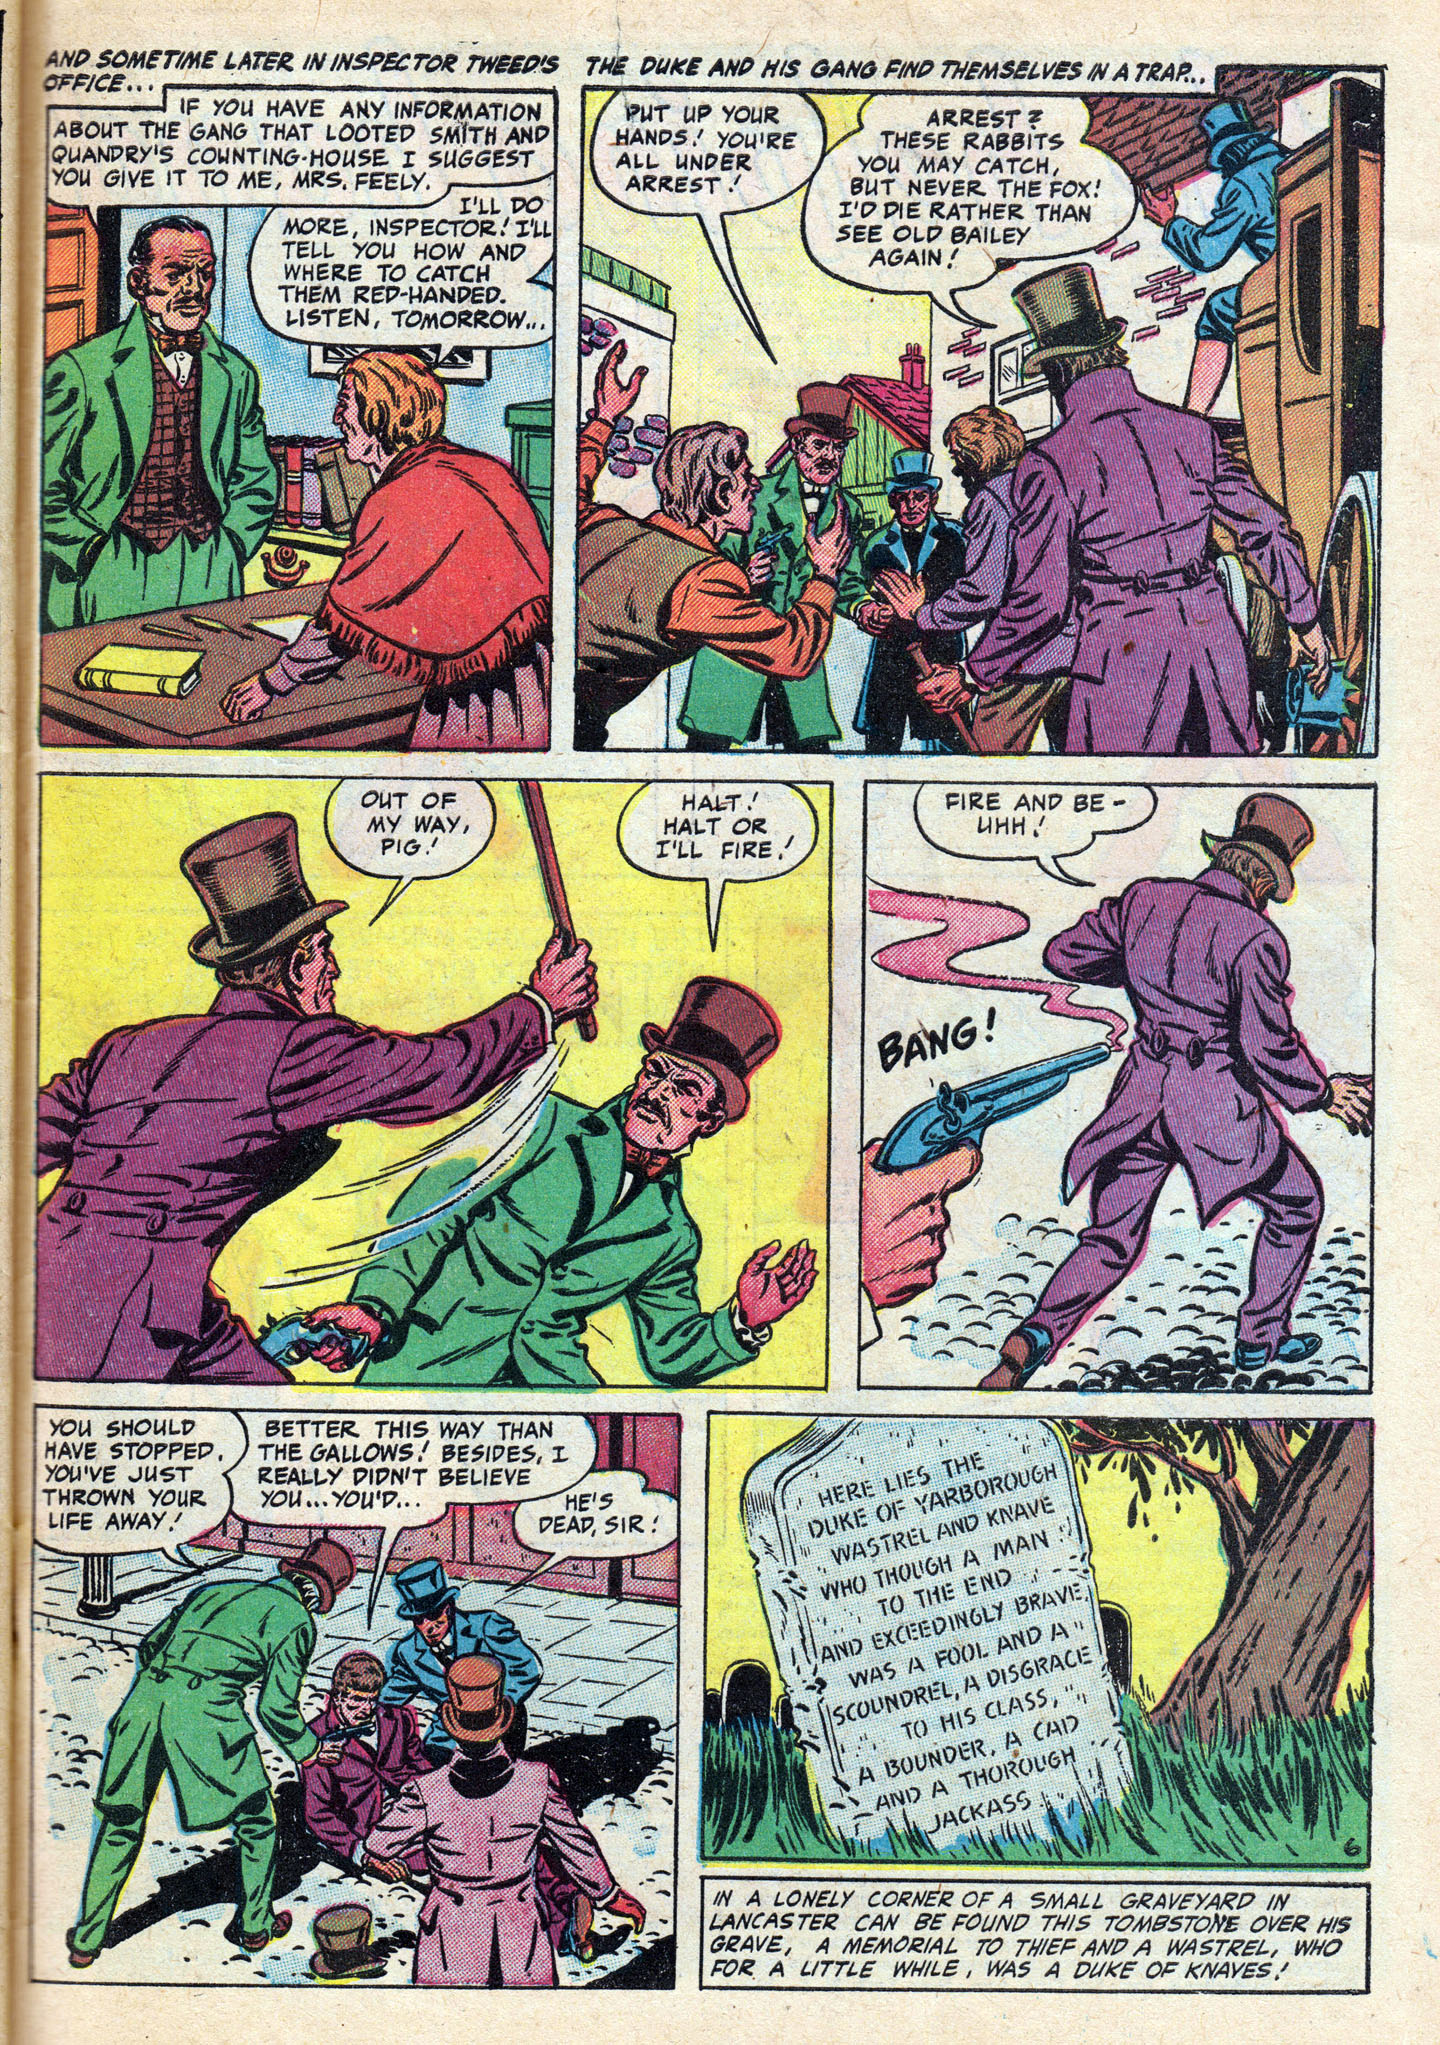 AND SOMETIME LATER IN INSPECTOR TWEED'S
OFFICE...
IF YOU HAVE ANY INFORMATION
ABOUT THE GANG THAT LOOTED SMITH AND
QUANDRY'S COUNTING-HOUSE I SUGGEST
YOU GIVE IT TO ME, MRS. FEELY.
I'LL DO
MORE, INSPECTOR! I'LL
TELL YOU HOW AND
WHERE TO CATCH
THEM RED-HANDED.
LISTEN, TOMORROW...
THE DUKE AND HIS GANG FIND THEMSELVES IN A TRAP...
PUT UP YOUR
HANDS! YOU'RE
ALL UNDER
ARREST!
ARREST?
THESE RABBITS
YOU MAY CATCH,
BUT NEVER THE FOX!
I'D DIE RATHER THAN
SEE OLD BAILEY
AGAIN!
OUT OF
MY WAY,
PIG!
HALT!
HALT OR
I'LL FIRE!
FIRE AND BE -
UHH!
BANG!
YOU SHOULD
HAVE STOPPED.
YOU'VE JUST
THROWN YOUR
LIFE AWAY!
BETTER THIS WAY THAN
THE GALLOWS! BESIDES, I
REALLY DIDN'T BELIEVE
YOU... YOU'D...
HE'S
DEAD, SIR!
HERE LIES THE
DUKE OF YARBOROUGH
WASTREL AND KNAVE
WHO THOUGH A MAN
TO THE END
AND EXCEEDINGLY BRAVE,
WAS A FOOL AND A
SCOUNDREL, A DISGRACE
TO HIS CLASS,
A BOUNDER, A CAD
AND A THOROUGH
JACKASS
6
IN A LONELY CORNER OF A SMALL GRAVEYARD IN
LANCASTER CAN BE FOUND THIS TOMBSTONE OVER HIS
GRAVE, A MEMORIAL TO THIEF AND A WASTREL, WHO
FOR A LITTLE WHILE, WAS A DUKE OF KNAVES!